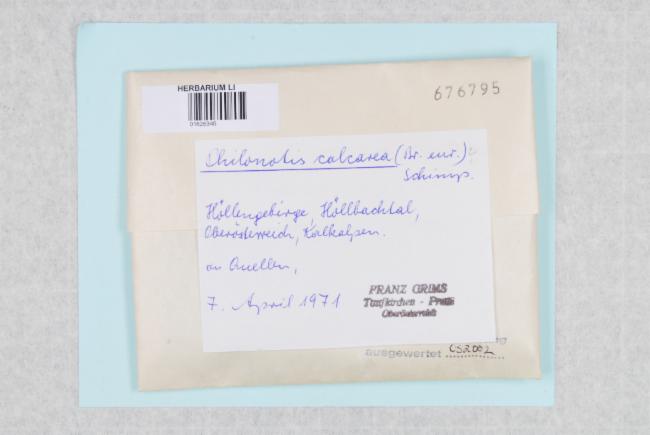 HERBARIUM LI
676795
Philonotis calcarea (Br. eur.)
Schimp.
Höllengebirge, Höllbachtal,
Oberösterreich, Kalkalpen.
an Quellen,
7. April 1971
FRANZ GRIMS
Taufkirchen - Pram
Oberösterreich
ausgewertet